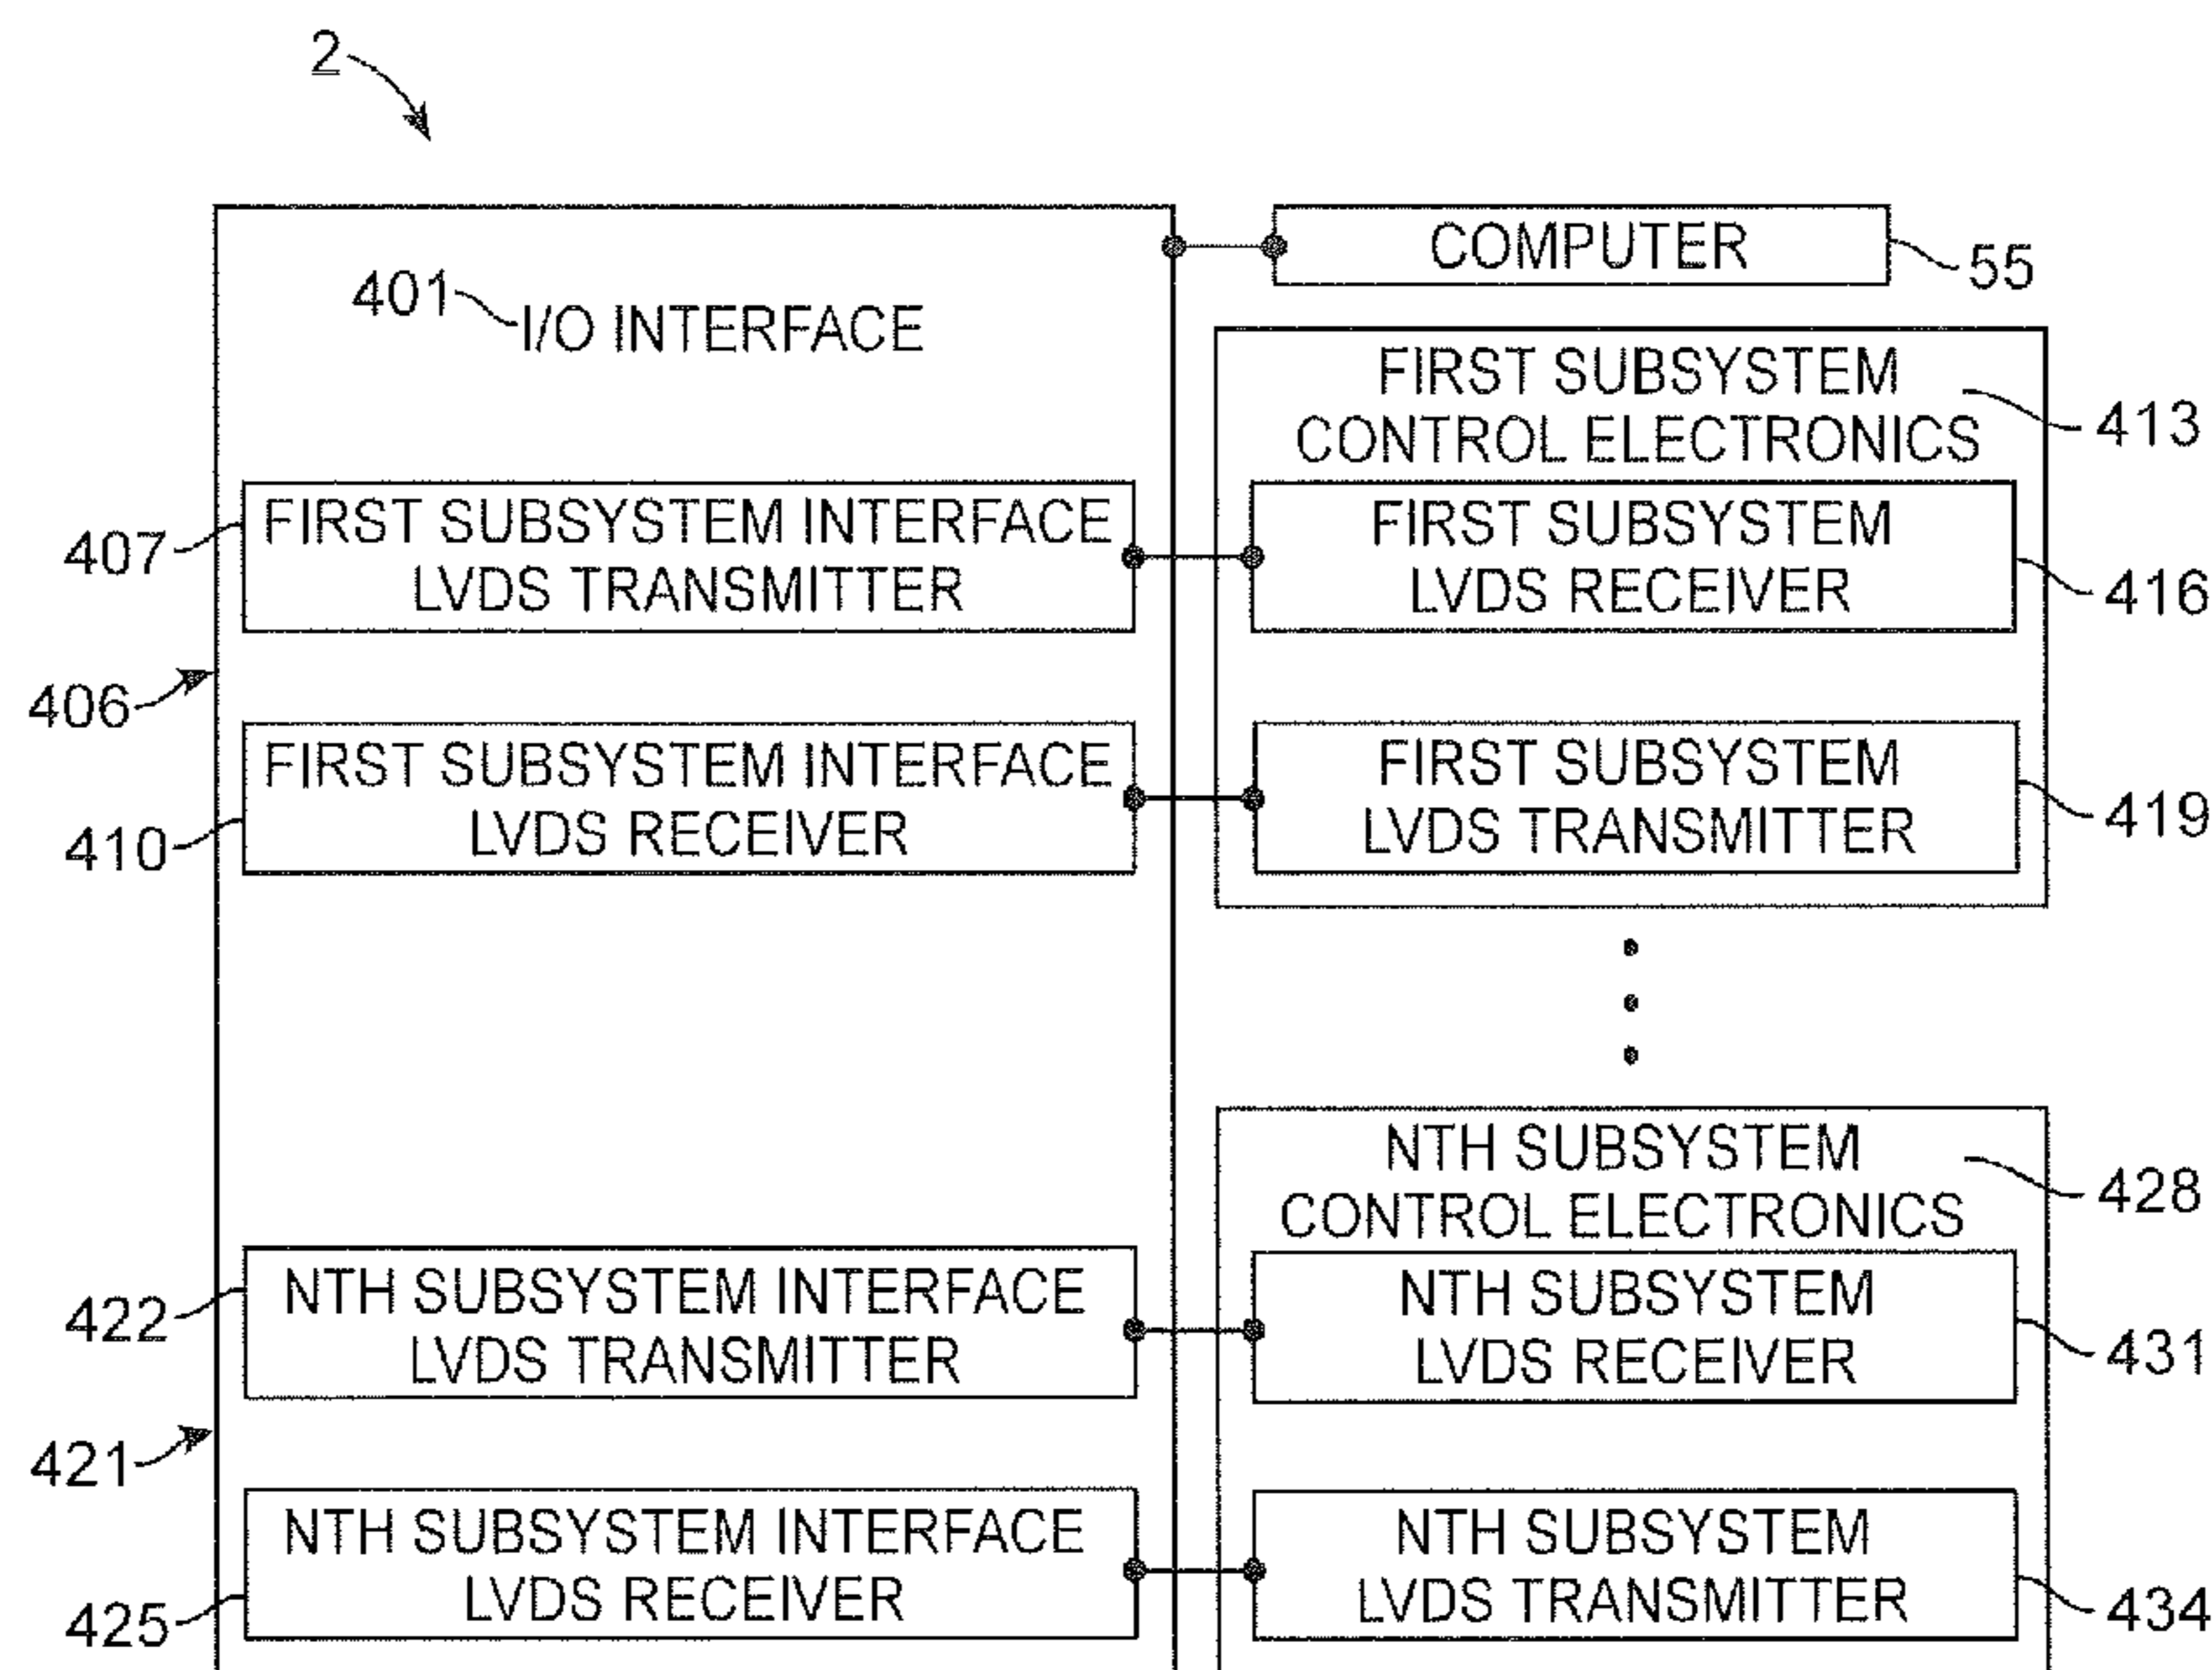 2
COMPUTER
55
401
I/O INTERFACE
FIRST SUBSYSTEM
CONTROL ELECTRONICS
413
407
FIRST SUBSYSTEM INTERFACE
LVDS TRANSMITTER
FIRST SUBSYSTEM
LVDS RECEIVER
416
406
410
FIRST SUBSYSTEM INTERFACE
LVDS RECEIVER
FIRST SUBSYSTEM
LVDS TRANSMITTER
419
NTH SUBSYSTEM
CONTROL ELECTRONICS
428
422
NTH SUBSYSTEM INTERFACE
LVDS TRANSMITTER
NTH SUBSYSTEM
LVDS RECEIVER
431
421
425
NTH SUBSYSTEM INTERFACE
LVDS RECEIVER
NTH SUBSYSTEM
LVDS TRANSMITTER
434